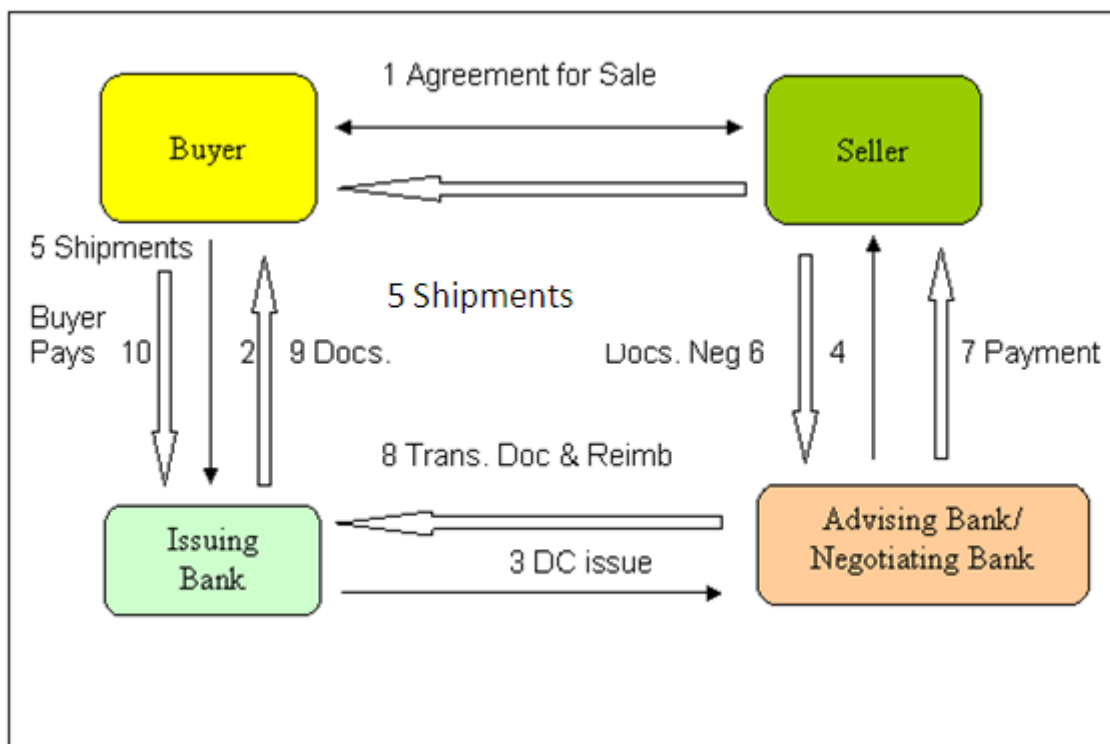 1 Agreement for Sale
Buyer
Seller
5 Shipments
5 Shipments
Buyer
Pays 10
2
9 Docs.
Docs. Neg 6
4
7 Payment
8 Trans. Doc & Reimb
Issuing
Bank
Advising Bank/
Negotiating Bank
3 DC issue